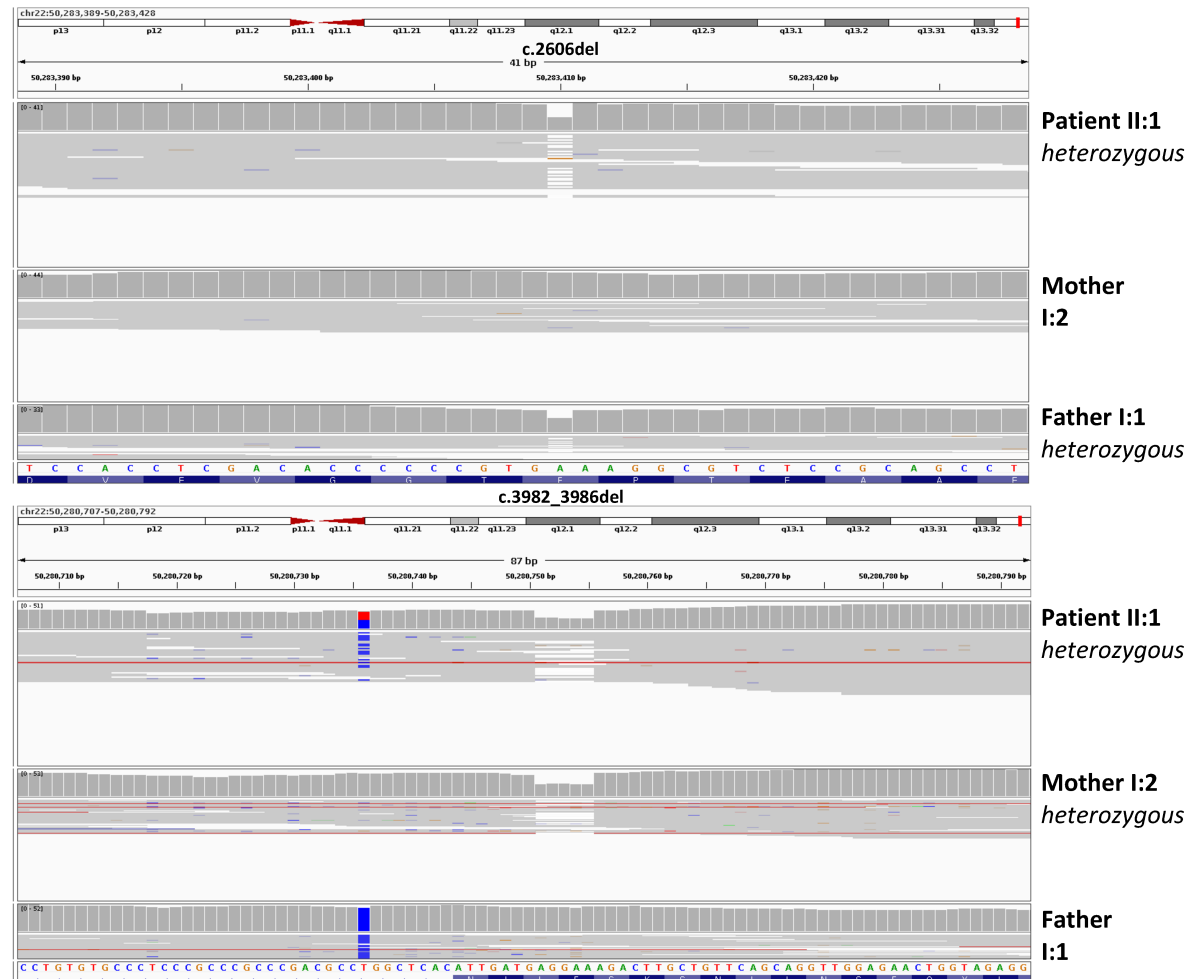 chr22:50,283,389-50,283,428
p13 p12 p11.2 p11.1 q11.1 q11.21 q11.22 q11.23 q12.1 q12.2 q12.3 q13.1 q13.2 q13.31 q13.32
c.2606del
41 bp
50,283,390 bp 50,283,400 bp 50,283,410 bp 50,283,420 bp
[0 - 41]
Patient II:1
heterozygous
[0 - 44]
Mother
I:2
[0 - 33]
Father I:1
heterozygous
T C C A C C T C G A C A C C C C C C G T G A A A G G C G T C T C C G C A G C C T
c.3982_3986del
chr22:50,280,707-50,280,792
p13 p12 p11.2 p11.1 q11.1 q11.21 q11.22 q11.23 q12.1 q12.2 q12.3 q13.1 q13.2 q13.31 q13.32
87 bp
50,280,710 bp 50,280,720 bp 50,280,730 bp 50,280,740 bp 50,280,750 bp 50,280,760 bp 50,280,770 bp 50,280,780 bp 50,280,790 bp
[0 - 51]
Patient II:1
heterozygous
[0 - 53]
Mother I:2
heterozygous
[0 - 52]
Father
I:1
C C T G T G T G C C C T C C C G C C C G C C C G A C G C C T G G C T C A C A T T G A T G A G G A A A G A C T T G C T G T T C A G C A G G T T G G A G A A C T G G T A G A G G